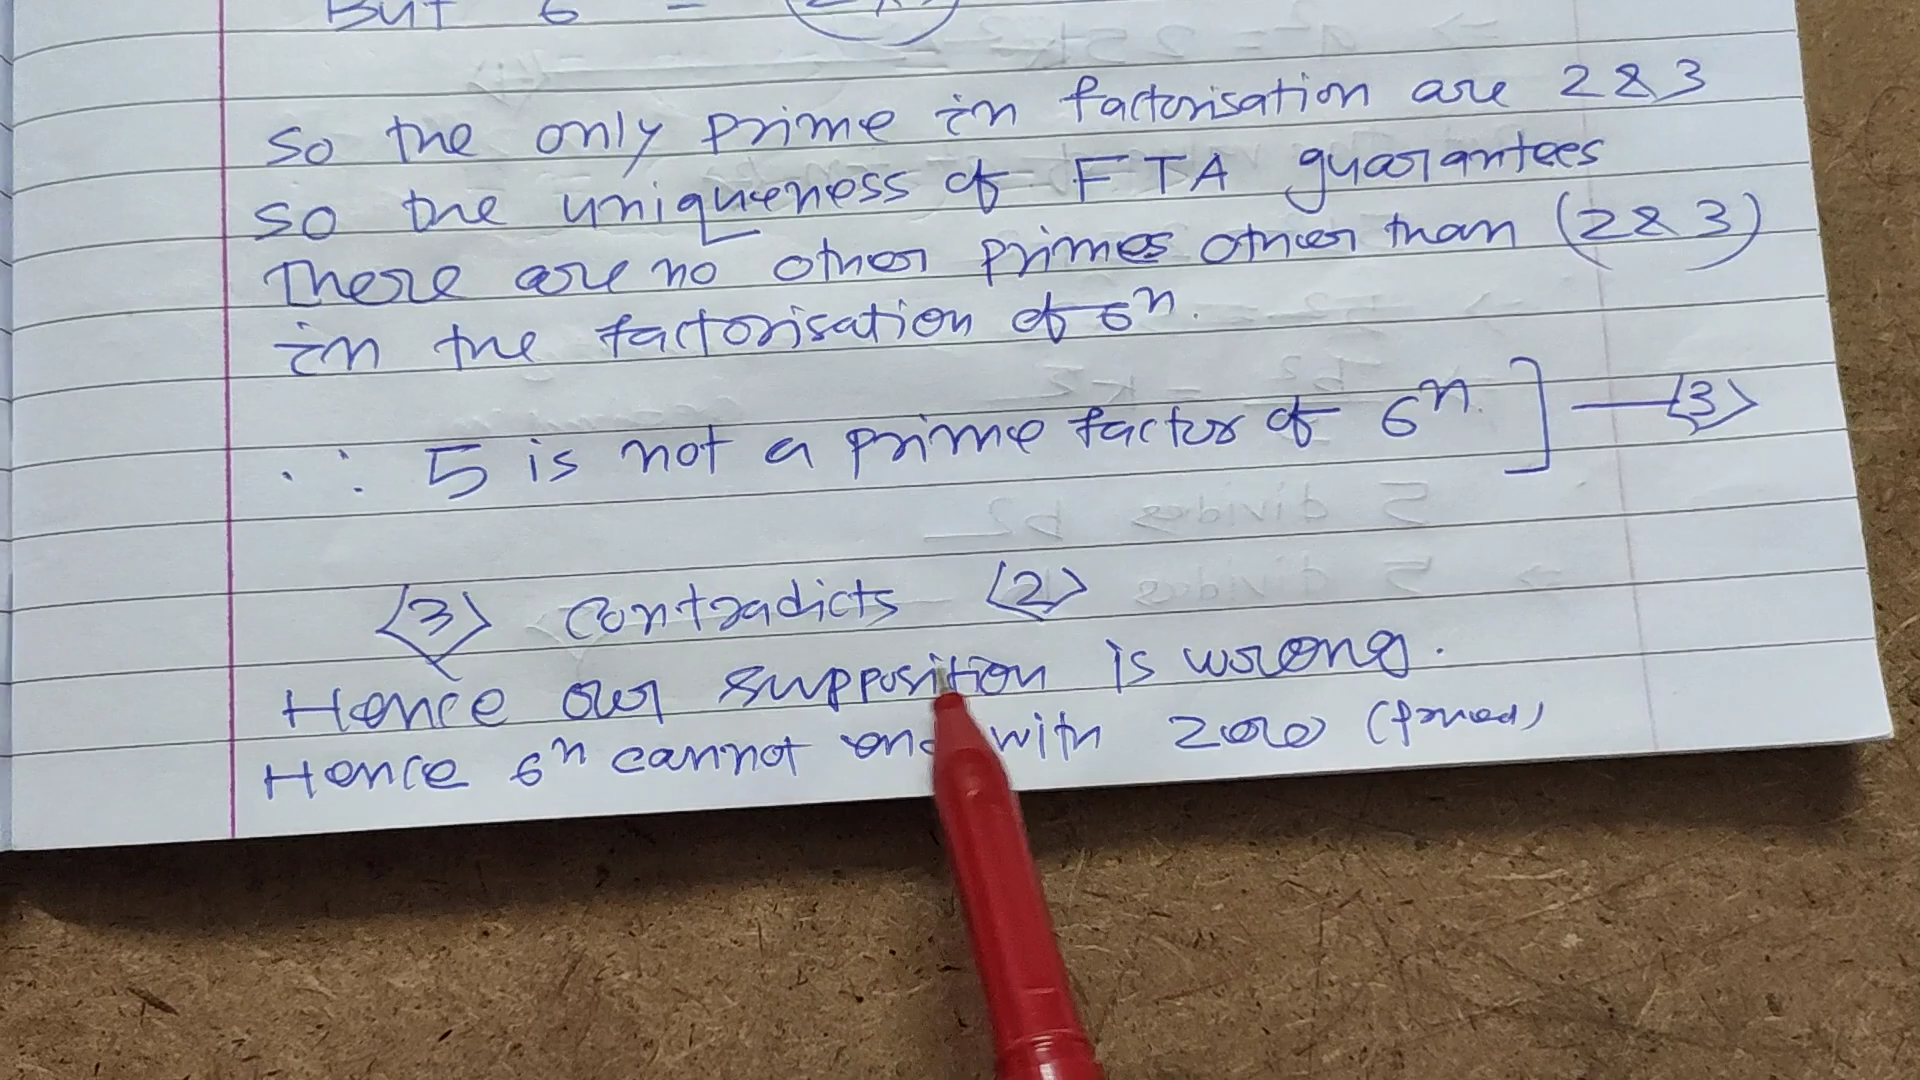 But 6 =
So the only prime in factorisation are 2 & 3
so the uniqueness of FTA guarantees
There are no other primes other than (2 & 3)
in the factorisation of 6ⁿ.
∴ 5 is not a prime factor of 6ⁿ ] —⟨3⟩
⟨3⟩ contradicts ⟨2⟩
Hence our supposition is wrong.
Hence 6ⁿ cannot end with zero (proved)